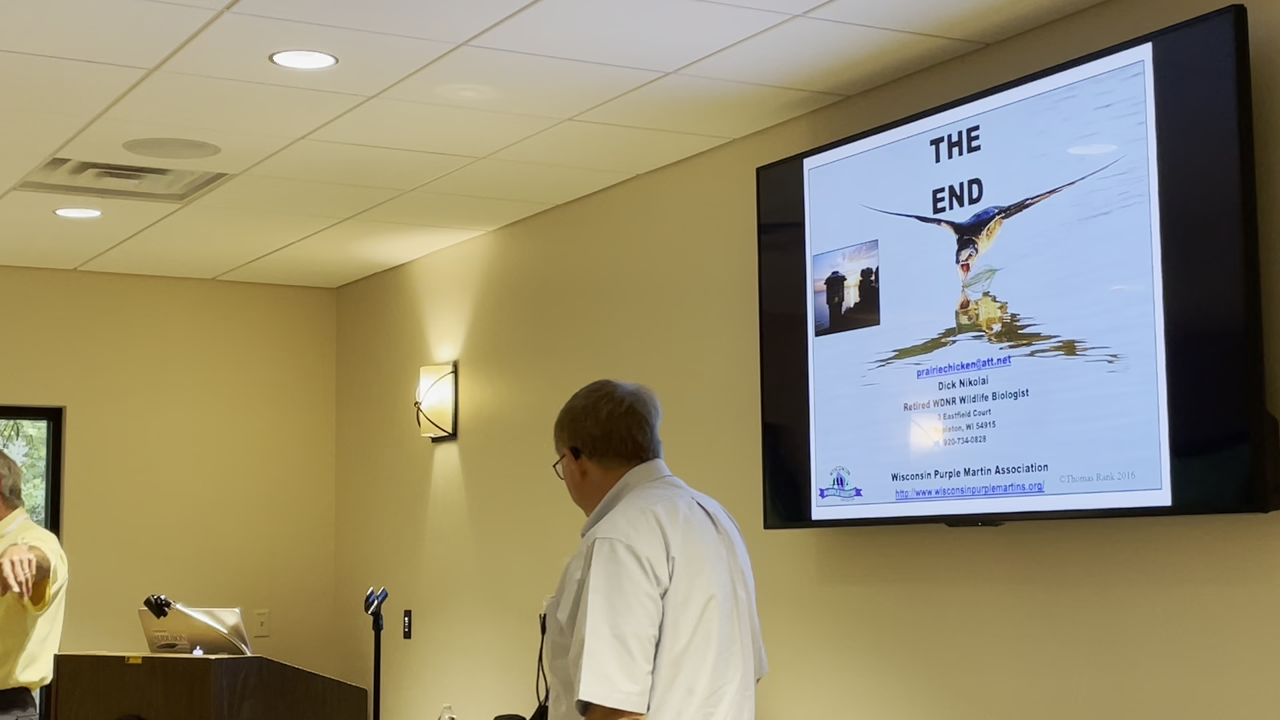 THE
END
prairiechicken@att.net
Dick Nikolai
Retired WDNR Wildlife Biologist
Eastfield Court
WI 54915
920-734-0828
Wisconsin Purple Martin Association
http://www.wisconsinpurplemartins.org/
©Thomas Rank 2016